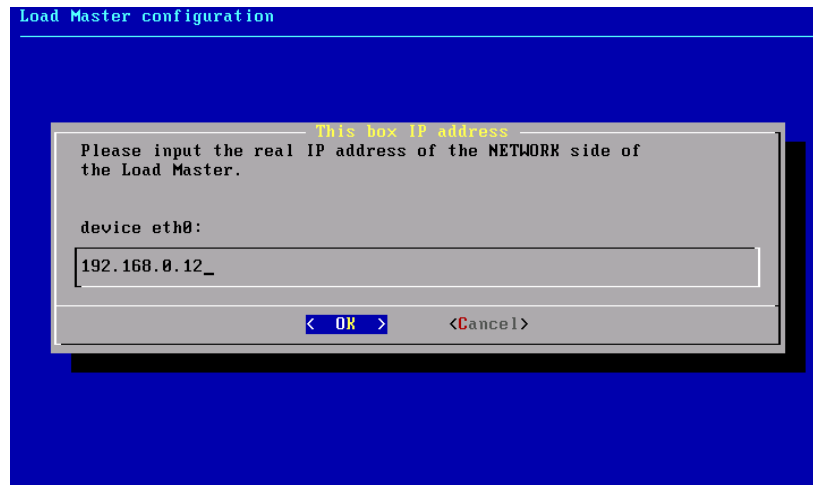 Load Master configuration
This box IP address
Please input the real IP address of the NETWORK side of
the Load Master.
device eth0:
192.168.0.12_
< OK > <Cancel>